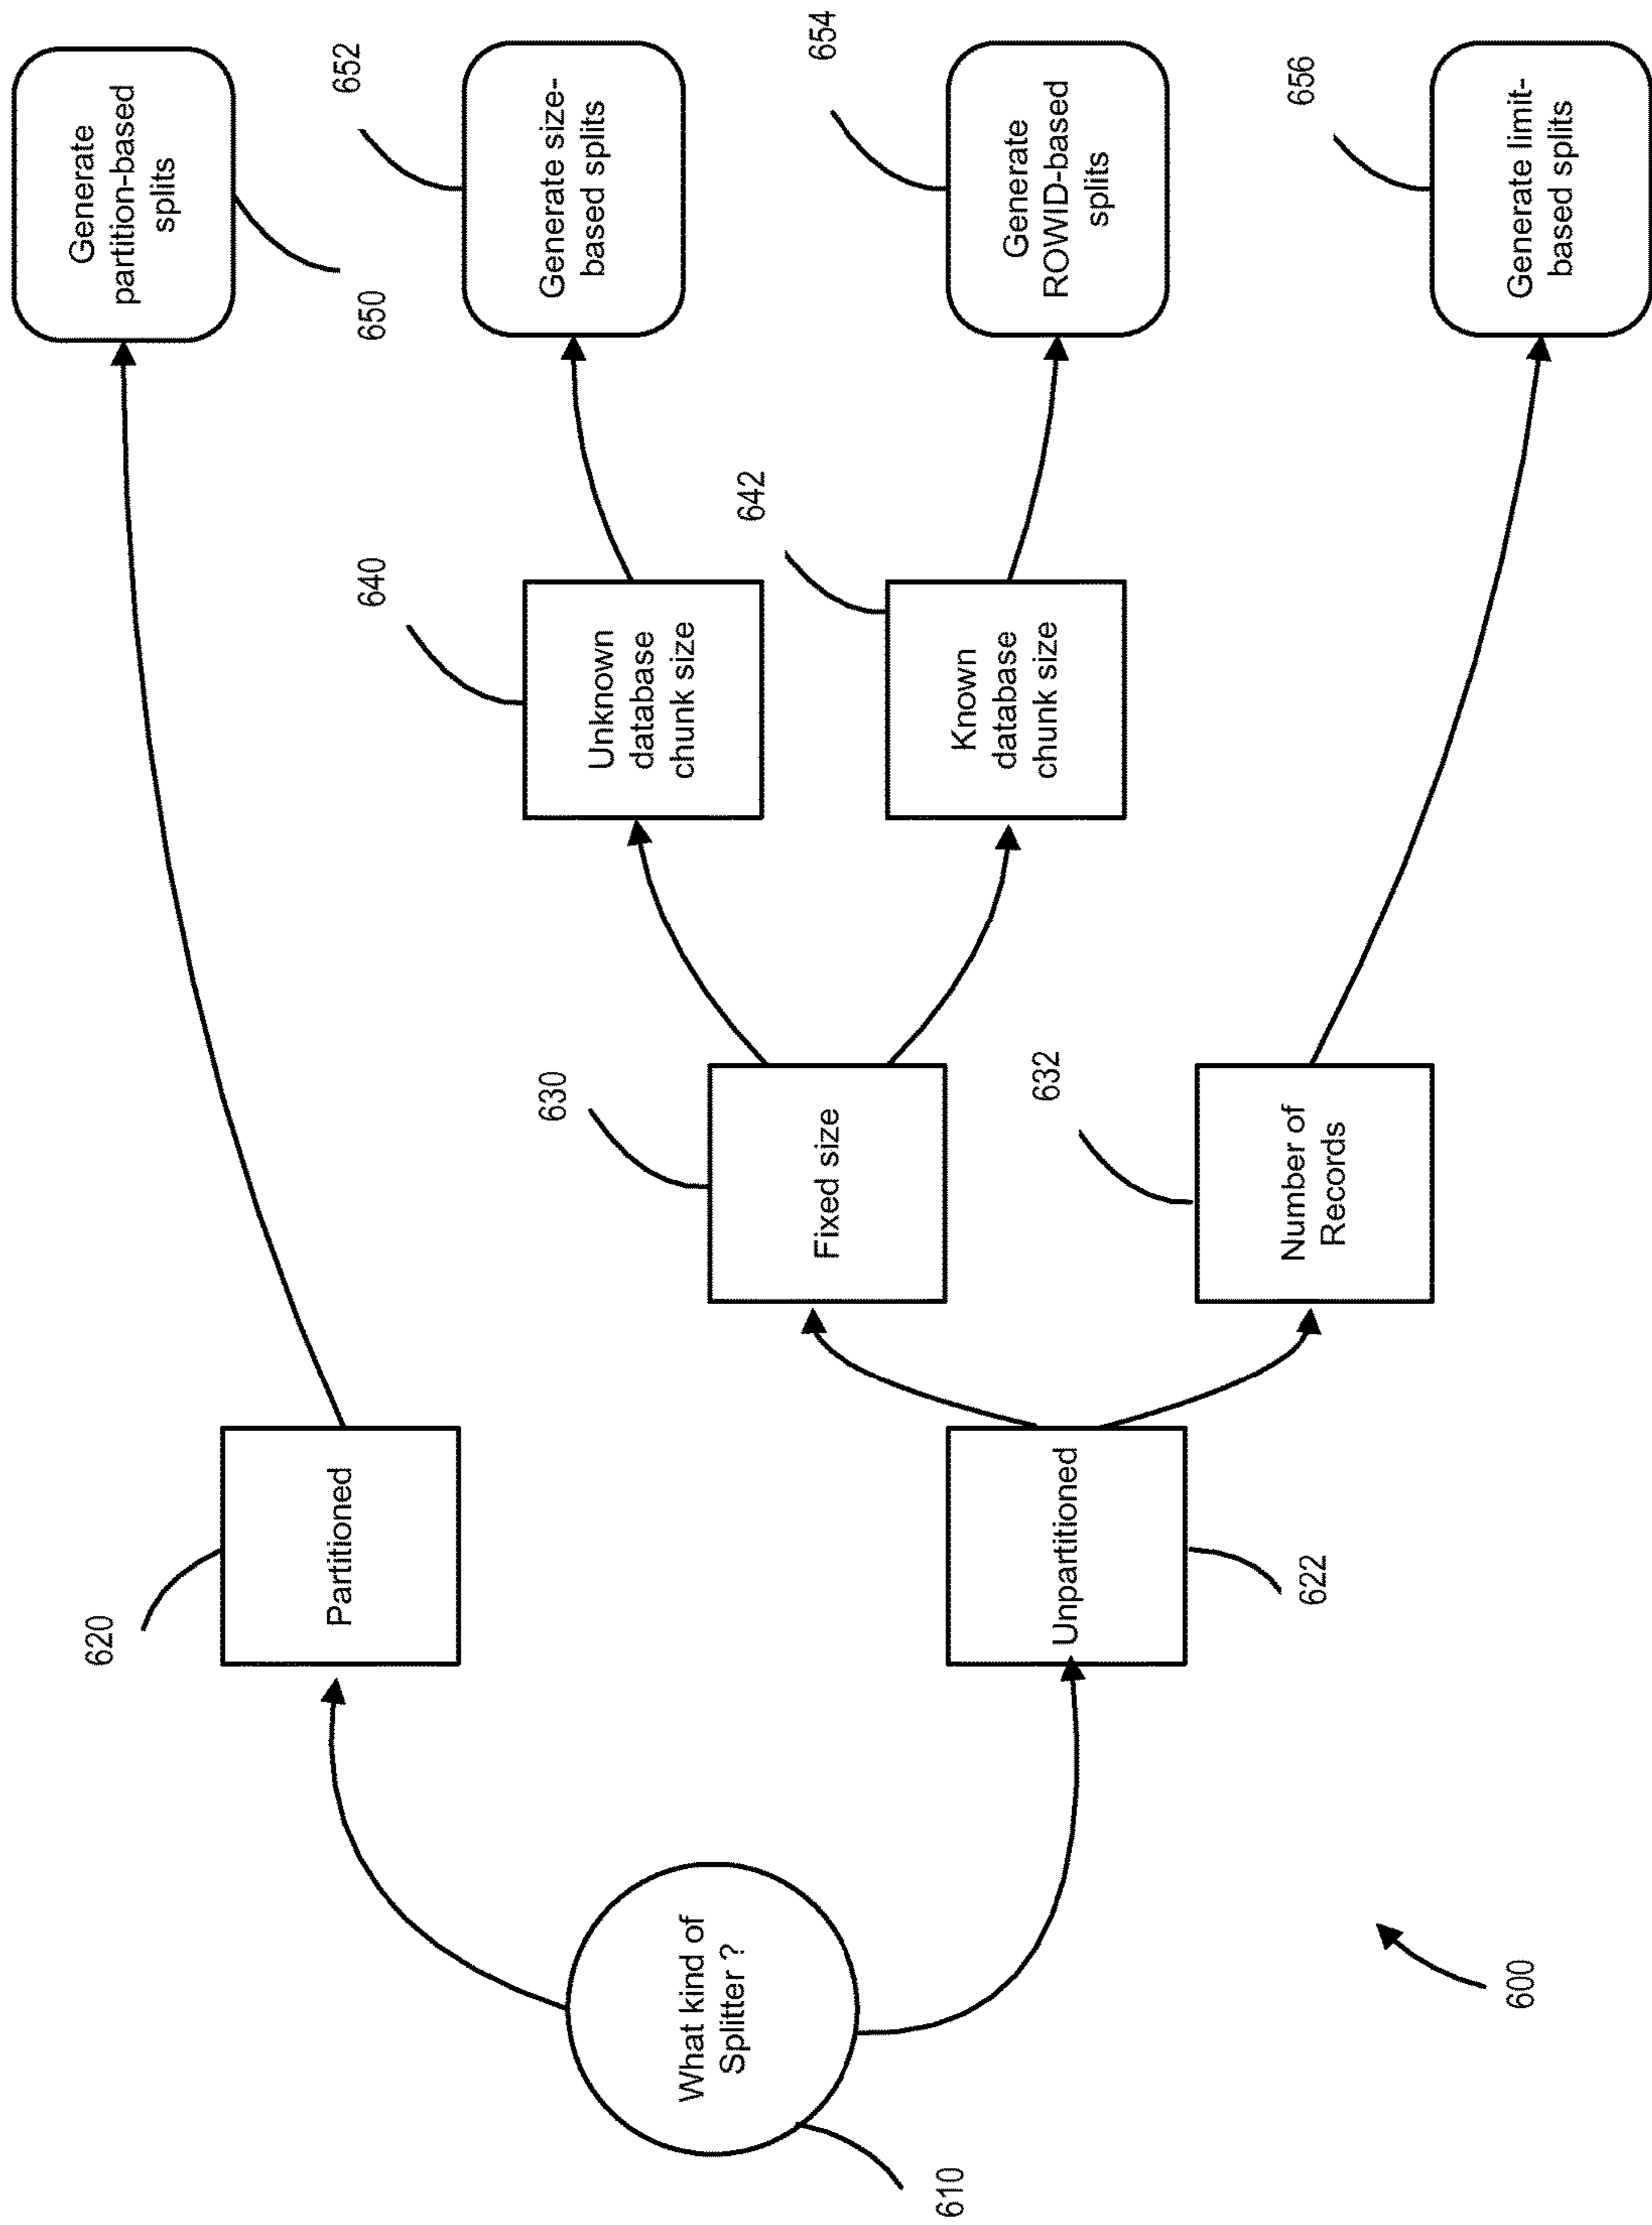 What kind of
Splitter ?
610
Partitioned
620
Unpartitioned
622
Fixed size
630
Number of
Records
632
Unknown
database
chunk size
640
Known
database
chunk size
642
Generate
partition-based
splits
650
Generate size-
based splits
652
Generate
ROWID-based
splits
654
Generate limit-
based splits
656
600